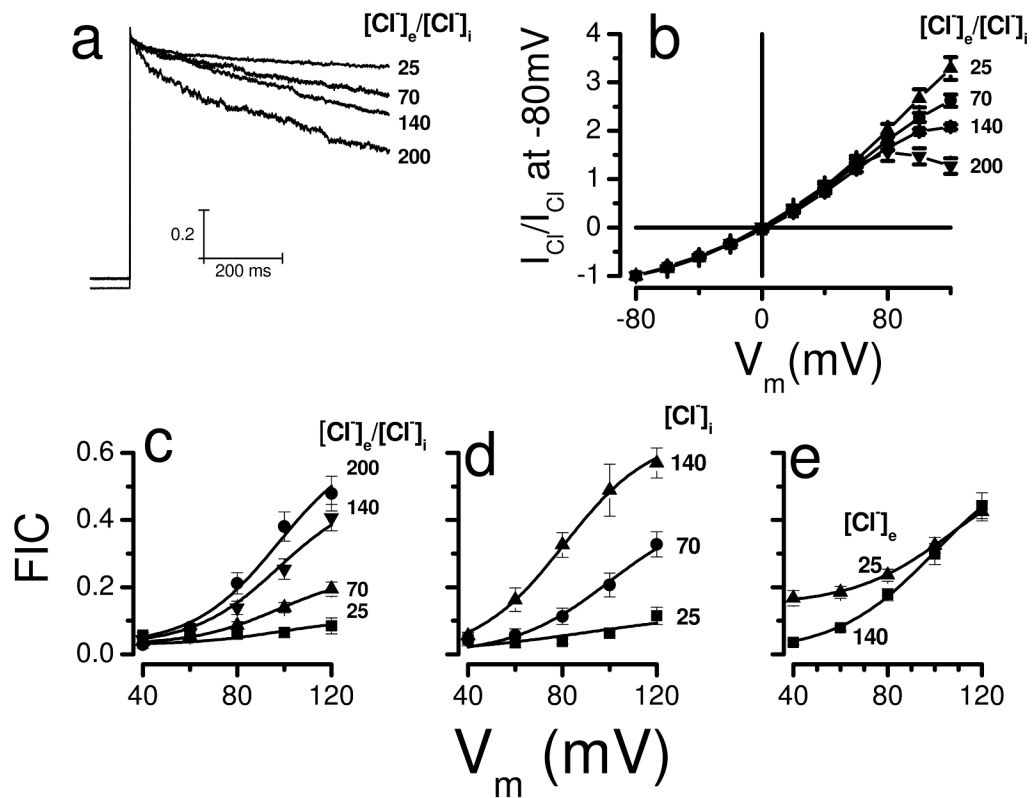 a
[Cl⁻]e/[Cl⁻]i
25
70
140
200
0.2
200 ms
b
[Cl⁻]e/[Cl⁻]i
ICl/ICl at -80mV
4
3
2
1
0
-1
25
70
140
200
-80 0 80
Vm (mV)
c
[Cl⁻]e/[Cl⁻]i
200
140
70
25
FIC
0.6
0.4
0.2
0.0
40 80 120
d
[Cl⁻]i
140
70
25
40 80 120
e
[Cl⁻]e
25
140
40 80 120
Vm (mV)